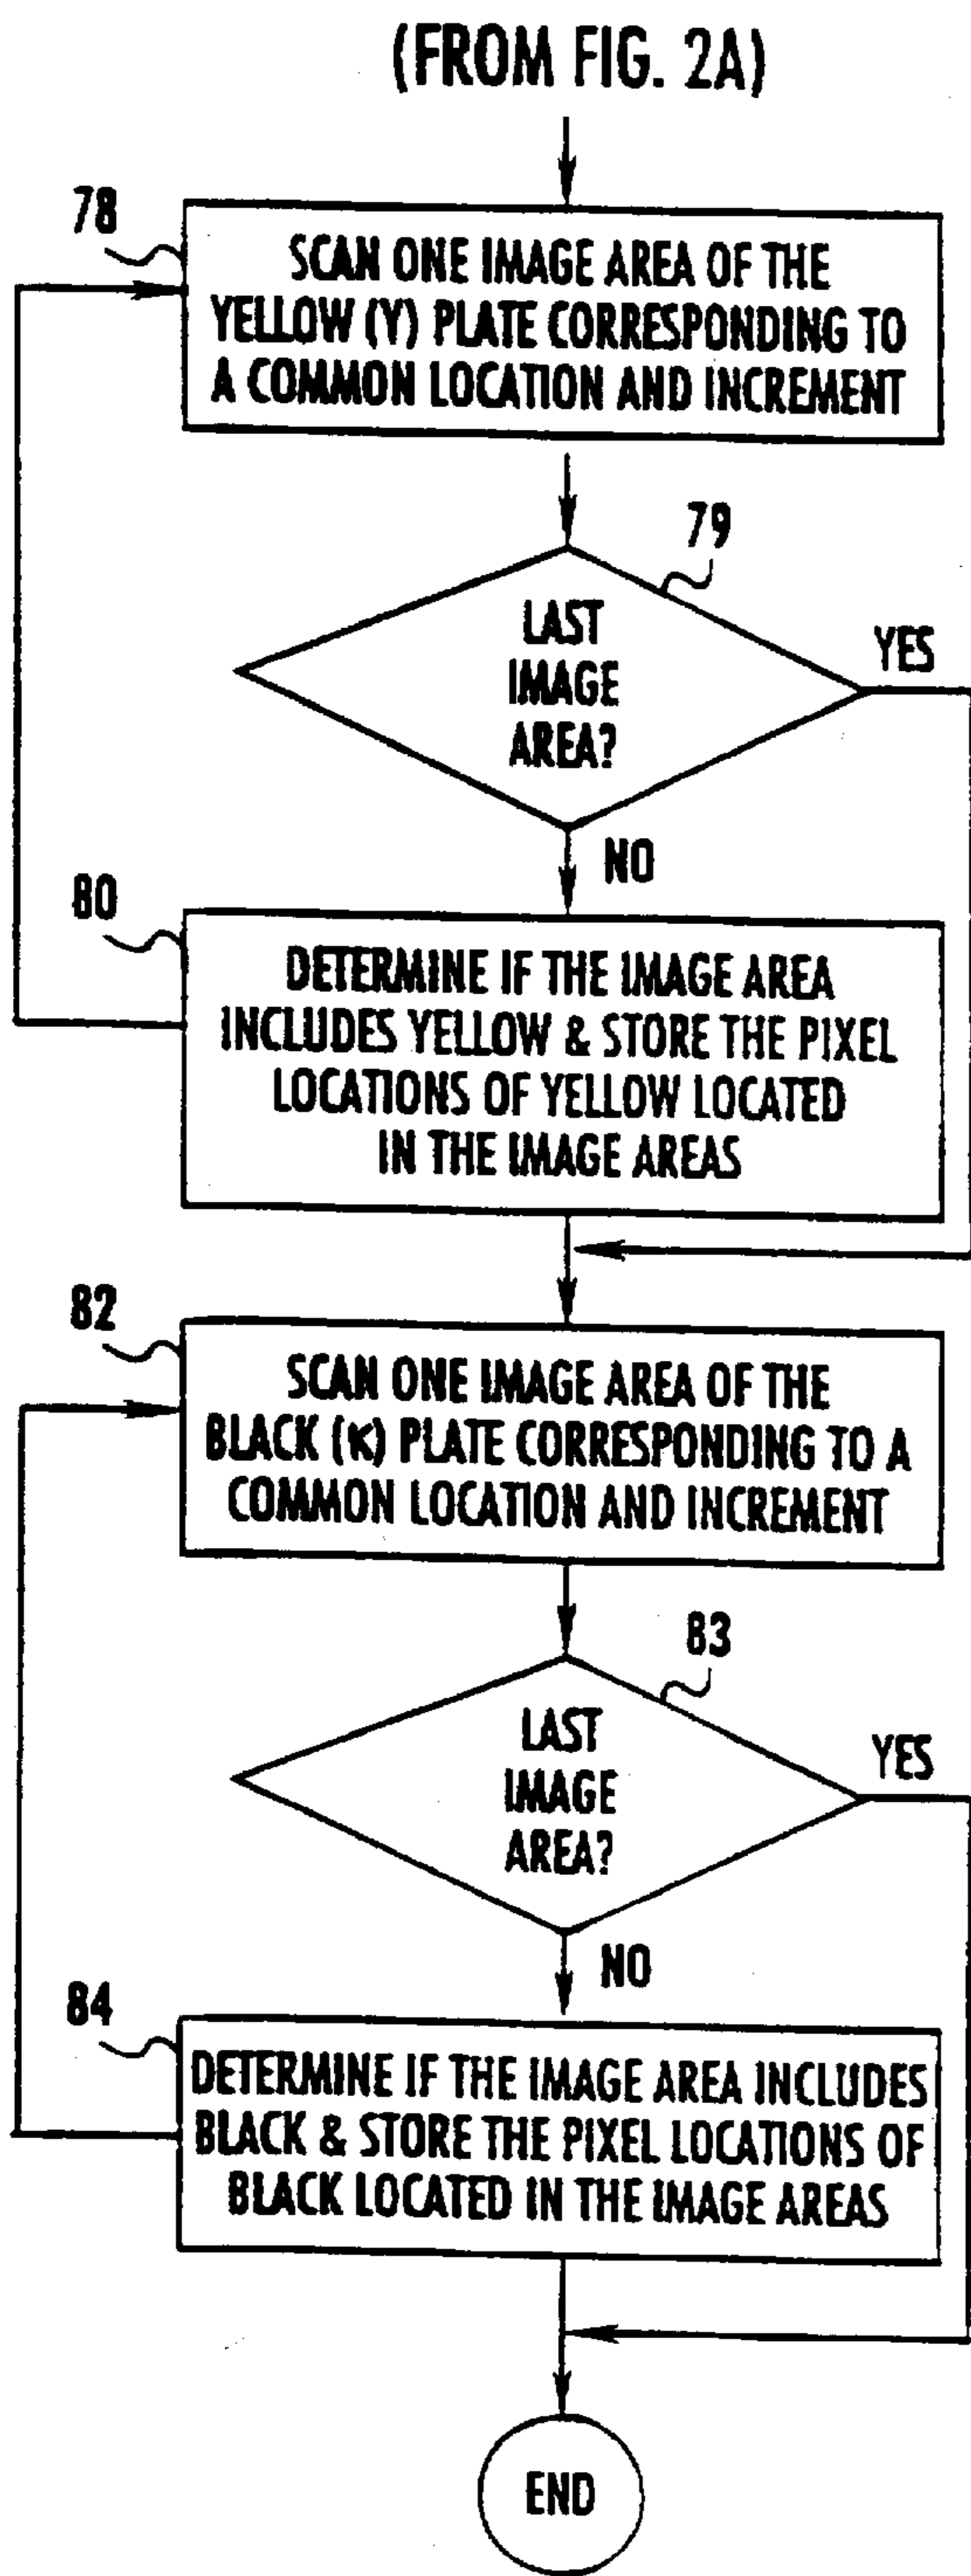 (FROM FIG. 2A)
78
SCAN ONE IMAGE AREA OF THE
YELLOW (Y) PLATE CORRESPONDING TO
A COMMON LOCATION AND INCREMENT
79
LAST
IMAGE
AREA?
YES
NO
80
DETERMINE IF THE IMAGE AREA
INCLUDES YELLOW & STORE THE PIXEL
LOCATIONS OF YELLOW LOCATED
IN THE IMAGE AREAS
82
SCAN ONE IMAGE AREA OF THE
BLACK (K) PLATE CORRESPONDING TO A
COMMON LOCATION AND INCREMENT
83
LAST
IMAGE
AREA?
YES
NO
84
DETERMINE IF THE IMAGE AREA INCLUDES
BLACK & STORE THE PIXEL LOCATIONS OF
BLACK LOCATED IN THE IMAGE AREAS
END